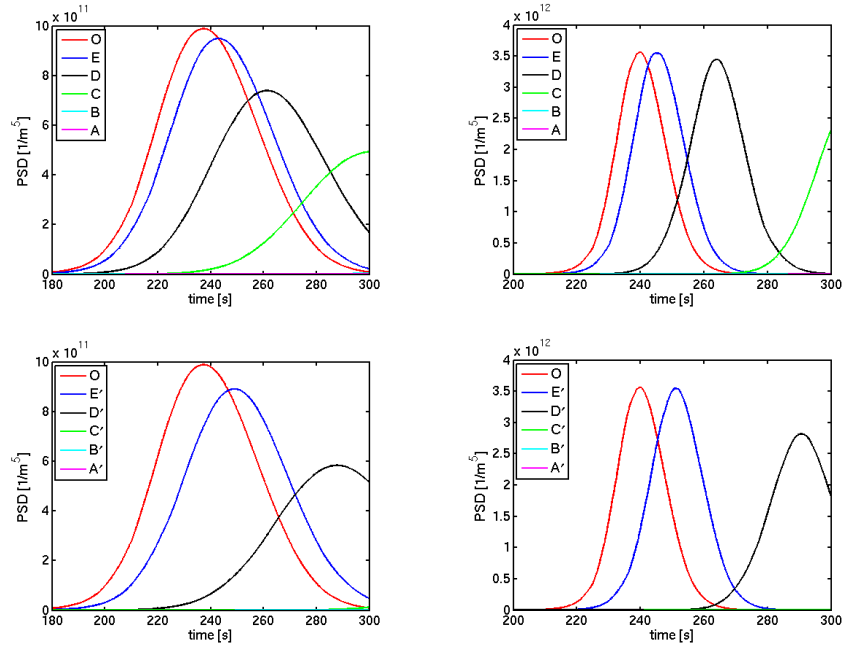 10 x 10^11
O
E
D
C
B
A
PSD [1/m^5]
8
6
4
2
0
180 200 220 240 260 280 300
time [s]
4 x 10^12
O
E
D
C
B
A
PSD [1/m^5]
3.5
3
2.5
2
1.5
1
0.5
0
200 220 240 260 280 300
time [s]
10 x 10^11
O
E′
D′
C′
B′
A′
PSD [1/m^5]
8
6
4
2
0
180 200 220 240 260 280 300
time [s]
4 x 10^12
O
E′
D′
C′
B′
A′
PSD [1/m^5]
3.5
3
2.5
2
1.5
1
0.5
0
200 220 240 260 280 300
time [s]